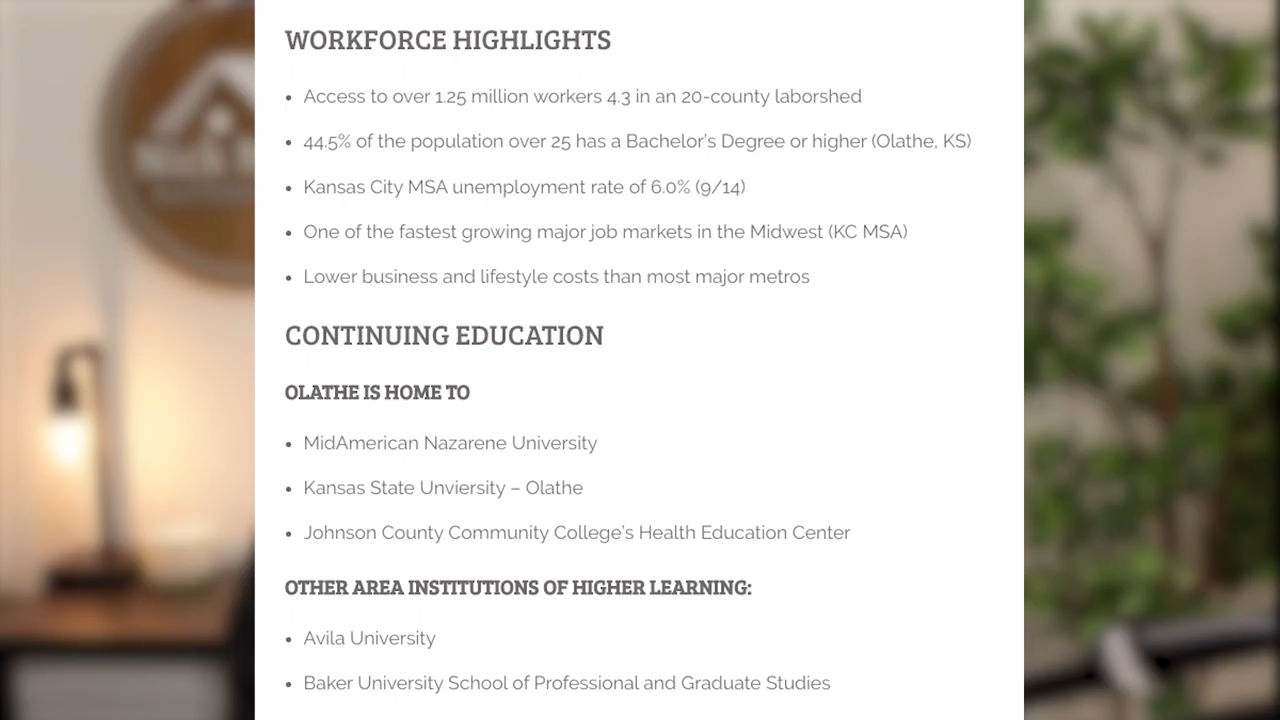 WORKFORCE HIGHLIGHTS
• Access to over 1.25 million workers 4.3 in an 20-county laborshed
• 44.5% of the population over 25 has a Bachelor's Degree or higher (Olathe, KS)
• Kansas City MSA unemployment rate of 6.0% (9/14)
• One of the fastest growing major job markets in the Midwest (KC MSA)
• Lower business and lifestyle costs than most major metros
CONTINUING EDUCATION
OLATHE IS HOME TO
• MidAmerican Nazarene University
• Kansas State Unviersity – Olathe
• Johnson County Community College's Health Education Center
OTHER AREA INSTITUTIONS OF HIGHER LEARNING:
• Avila University
• Baker University School of Professional and Graduate Studies